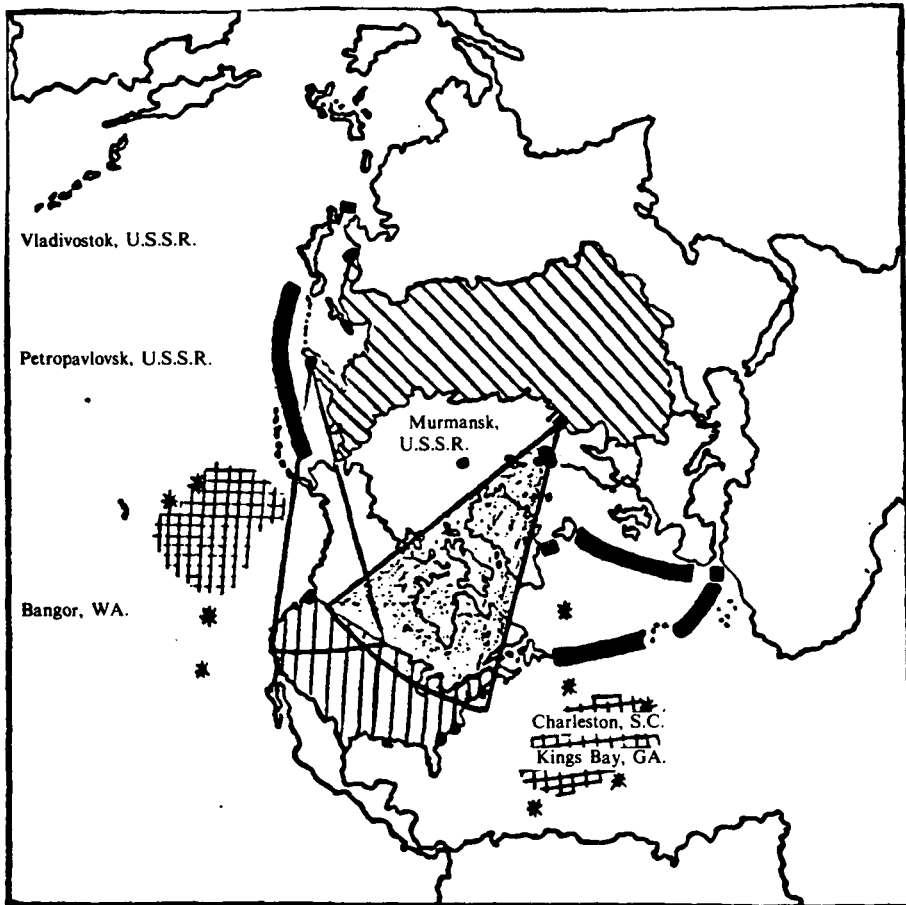 Vladivostok, U.S.S.R.
Petropavlovsk, U.S.S.R.
Murmansk,
U.S.S.R.
Bangor, WA.
Charleston, S.C.
Kings Bay, GA.